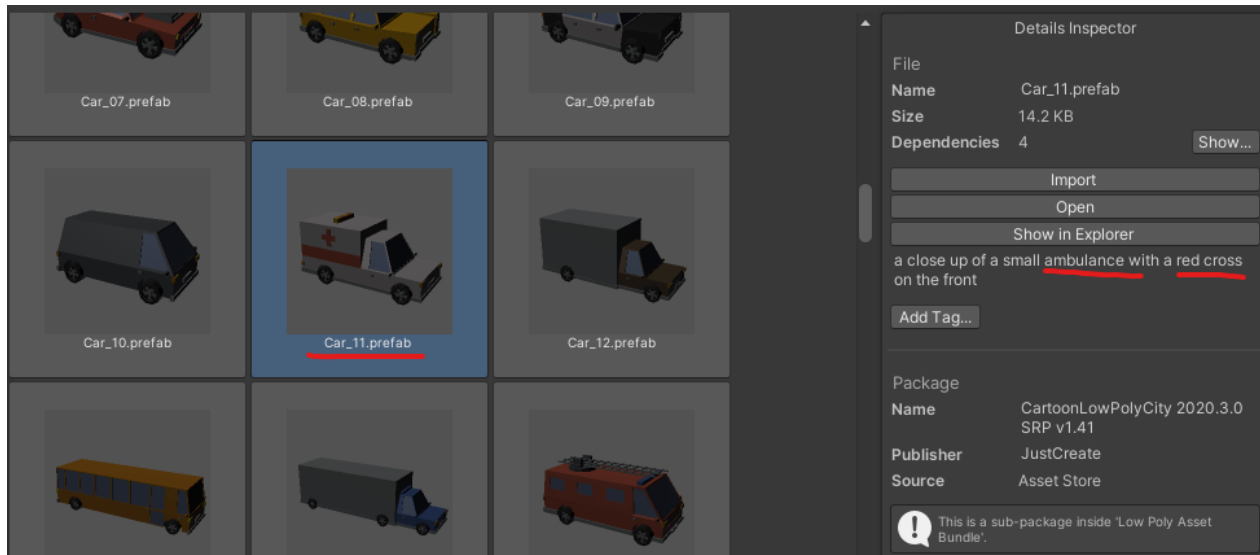 Car_07.prefab
Car_08.prefab
Car_09.prefab
Car_10.prefab
Car_11.prefab
Car_12.prefab
Details Inspector
File
Name Car_11.prefab
Size 14.2 KB
Dependencies 4 Show...
Import
Open
Show in Explorer
a close up of a small ambulance with a red cross
on the front
Add Tag...
Package
Name CartoonLowPolyCity 2020.3.0
SRP v1.41
Publisher JustCreate
Source Asset Store
This is a sub-package inside 'Low Poly Asset
Bundle'.